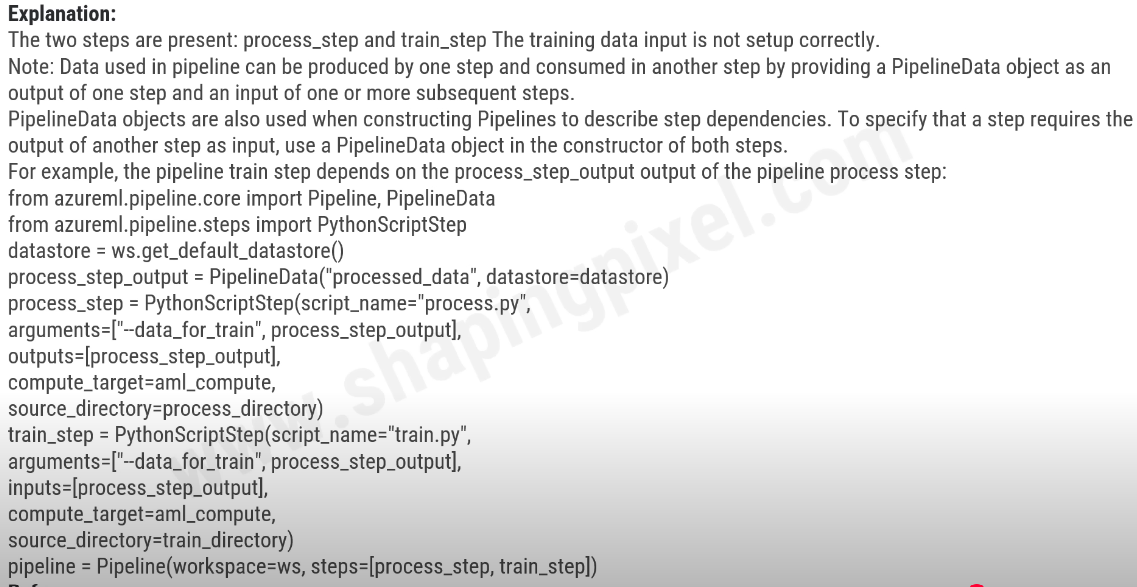 Explanation:
The two steps are present: process_step and train_step The training data input is not setup correctly.
Note: Data used in pipeline can be produced by one step and consumed in another step by providing a PipelineData object as an
output of one step and an input of one or more subsequent steps.
PipelineData objects are also used when constructing Pipelines to describe step dependencies. To specify that a step requires the
output of another step as input, use a PipelineData object in the constructor of both steps.
For example, the pipeline train step depends on the process_step_output output of the pipeline process step:
from azureml.pipeline.core import Pipeline, PipelineData
from azureml.pipeline.steps import PythonScriptStep
datastore = ws.get_default_datastore()
process_step_output = PipelineData("processed_data", datastore=datastore)
process_step = PythonScriptStep(script_name="process.py",
arguments=["--data_for_train", process_step_output],
outputs=[process_step_output],
compute_target=aml_compute,
source_directory=process_directory)
train_step = PythonScriptStep(script_name="train.py",
arguments=["--data_for_train", process_step_output],
inputs=[process_step_output],
compute_target=aml_compute,
source_directory=train_directory)
pipeline = Pipeline(workspace=ws, steps=[process_step, train_step])
www.shapingpixel.com